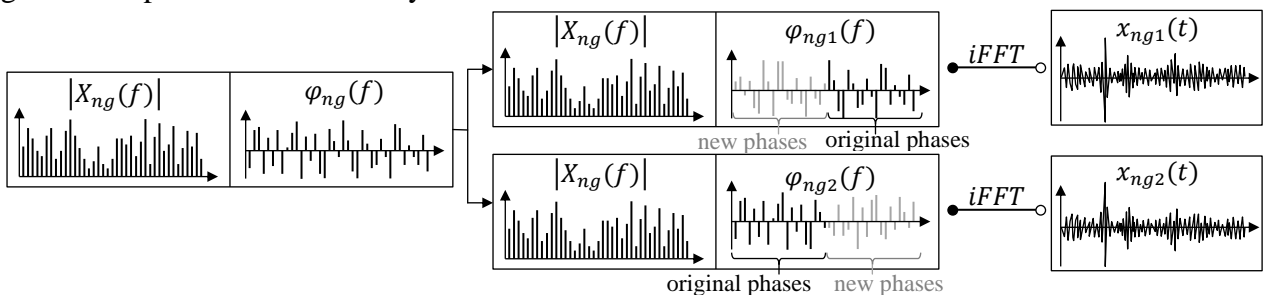 |X_ng(f)|
φ_ng(f)
|X_ng(f)|
φ_ng1(f)
new phases
original phases
iFFT
x_ng1(t)
|X_ng(f)|
φ_ng2(f)
original phases
new phases
iFFT
x_ng2(t)